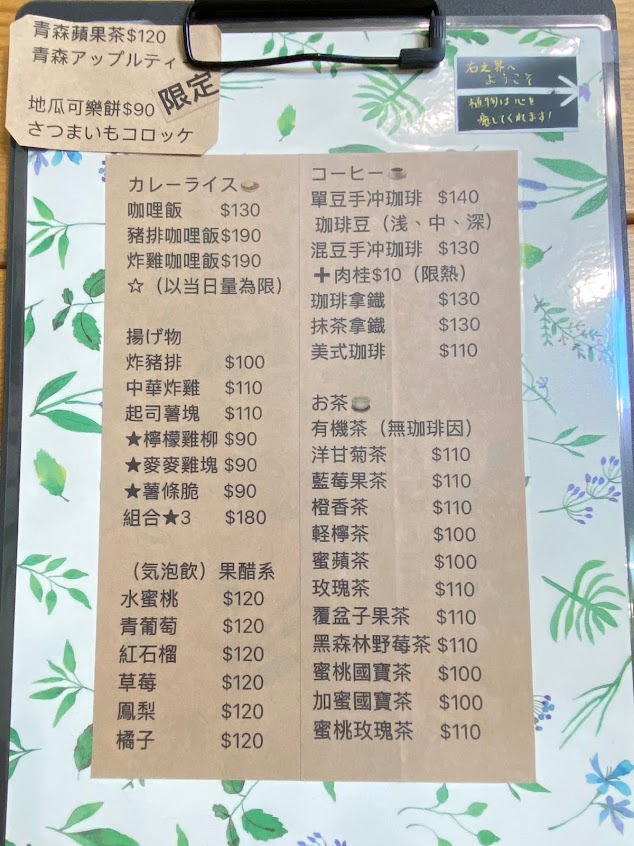 青森蘋果茶$120
青森アップルティ
地瓜可樂餅$90
さつまいもコロッケ
限定
ようこそ
植物は心を
癒してくれます!
カレーライス
咖哩飯 $130
豬排咖哩飯$190
炸雞咖哩飯$190
☆（以当日量為限）
揚げ物
炸豬排 $100
中華炸雞 $110
起司薯塊 $110
★檸檬雞柳 $90
★麥麥雞塊 $90
★薯條脆 $90
組合★3 $180
（気泡飲）果醋系
水蜜桃 $120
青葡萄 $120
紅石榴 $120
草莓 $120
鳳梨 $120
橘子 $120
コーヒー
單豆手冲珈琲 $140
珈琲豆（浅、中、深）
混豆手冲珈琲 $130
➕肉桂$10（限熱）
珈琲拿鐵 $130
抹茶拿鐵 $130
美式珈琲 $110
お茶
有機茶（無珈琲因）
洋甘菊茶 $110
藍莓果茶 $110
橙香茶 $110
軽檸茶 $100
蜜蘋茶 $100
玫瑰茶 $110
覆盆子果茶 $110
黑森林野莓茶 $110
蜜桃國寶茶 $100
加蜜國寶茶 $100
蜜桃玫瑰茶 $110